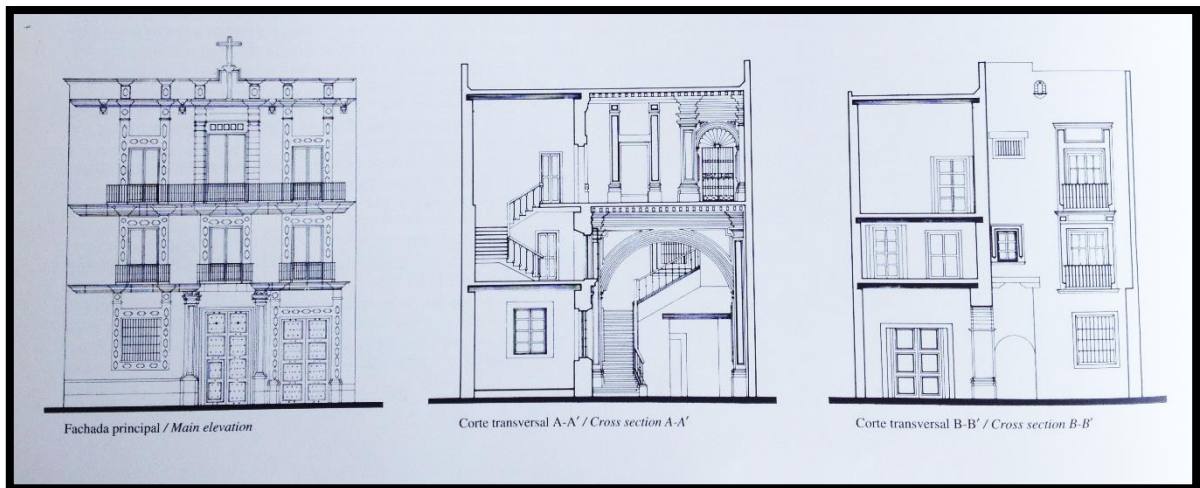 Fachada principal / Main elevation
Corte transversal A-A′ / Cross section A-A′
Corte transversal B-B′ / Cross section B-B′